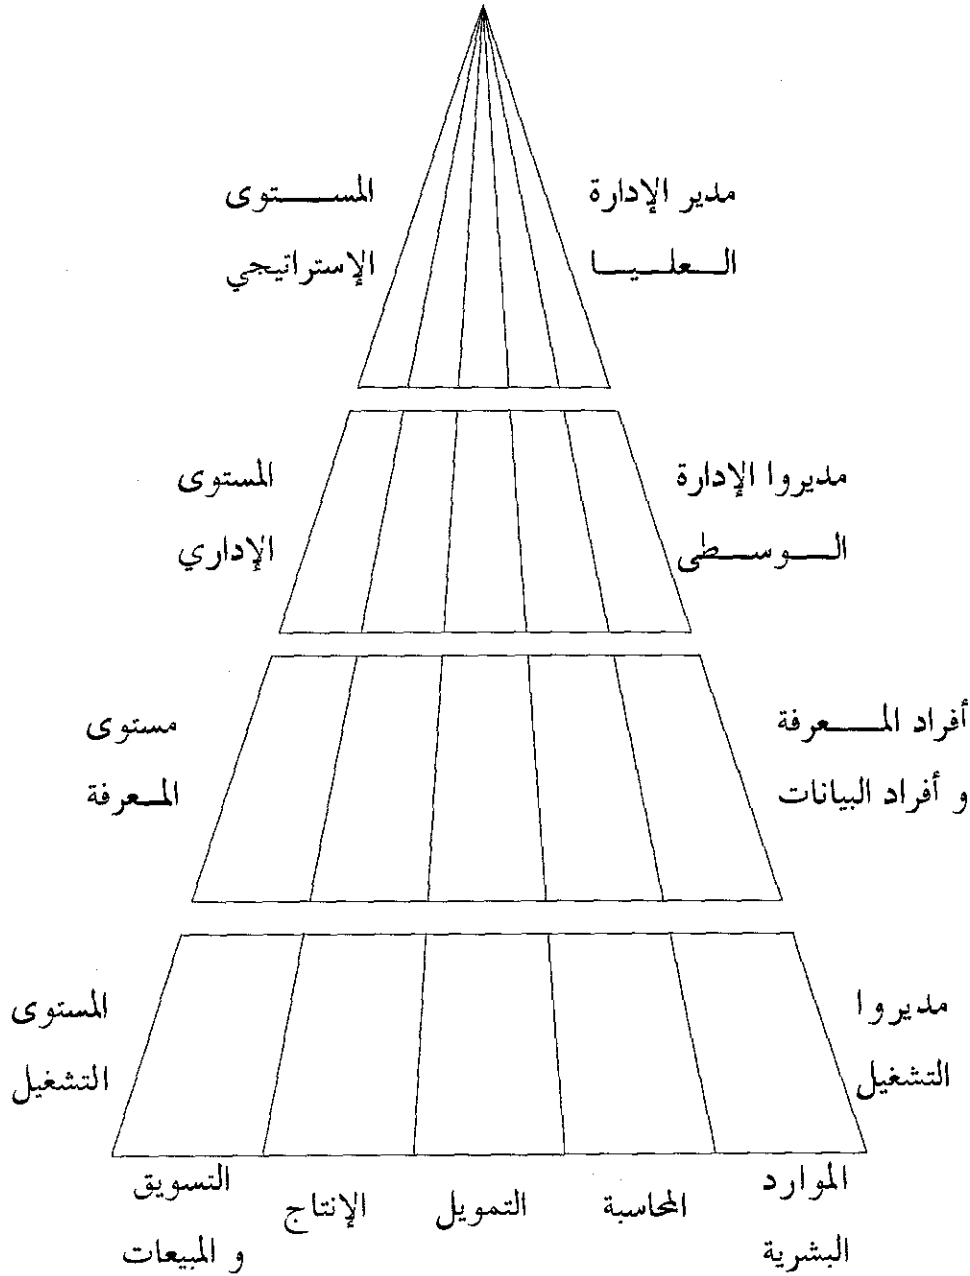 مدير الإدارة
العليا
المستوى
الإستراتيجي
مديروا الإدارة
الوسطى
المستوى
الإداري
أفراد المعرفة
و أفراد البيانات
مستوى
المعرفة
مديروا
التشغيل
المستوى
التشغيل
الموارد
البشرية
المحاسبة
التمويل
الإنتاج
التسويق
و المبيعات